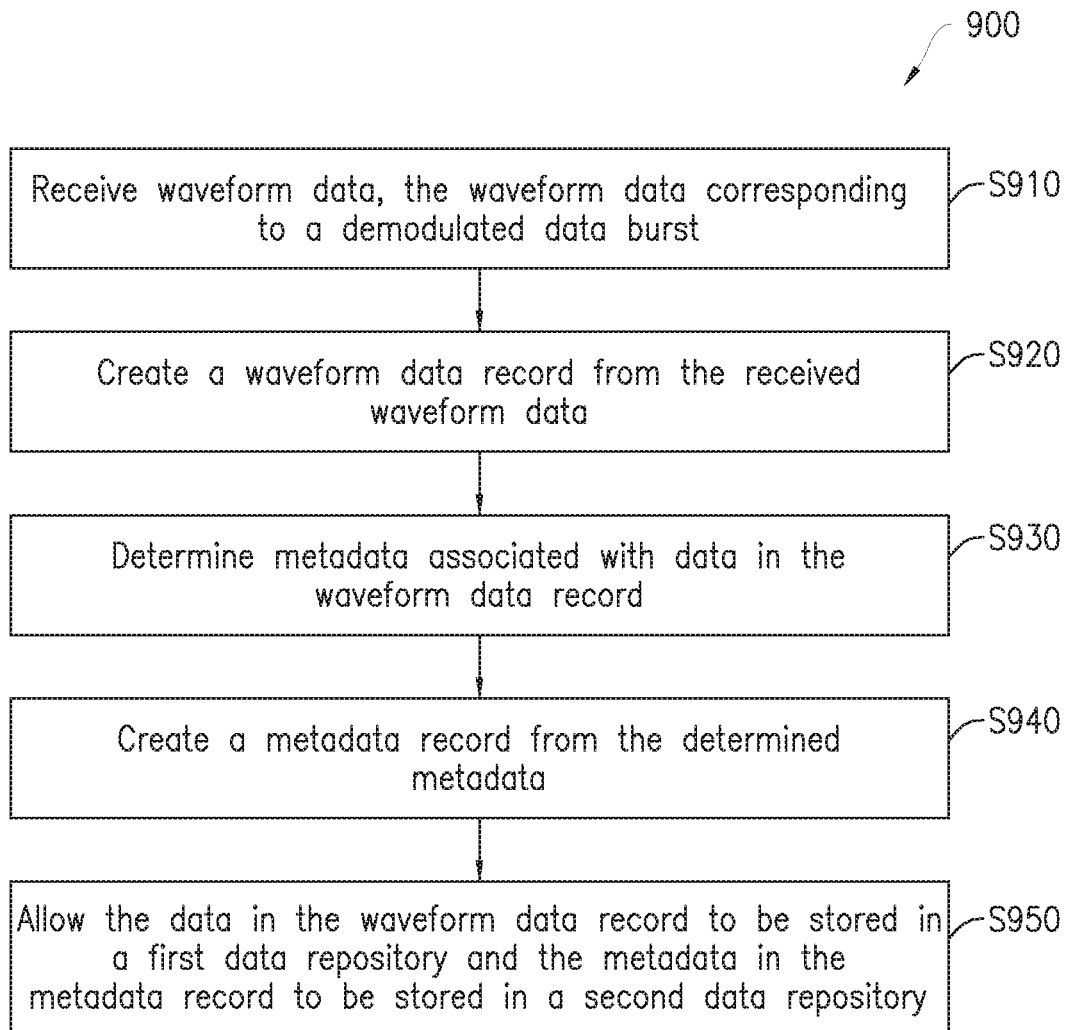 900
Receive waveform data, the waveform data corresponding
to a demodulated data burst
S910
Create a waveform data record from the received
waveform data
S920
Determine metadata associated with data in the
waveform data record
S930
Create a metadata record from the determined
metadata
S940
Allow the data in the waveform data record to be stored in
a first data repository and the metadata in the
metadata record to be stored in a second data repository
S950